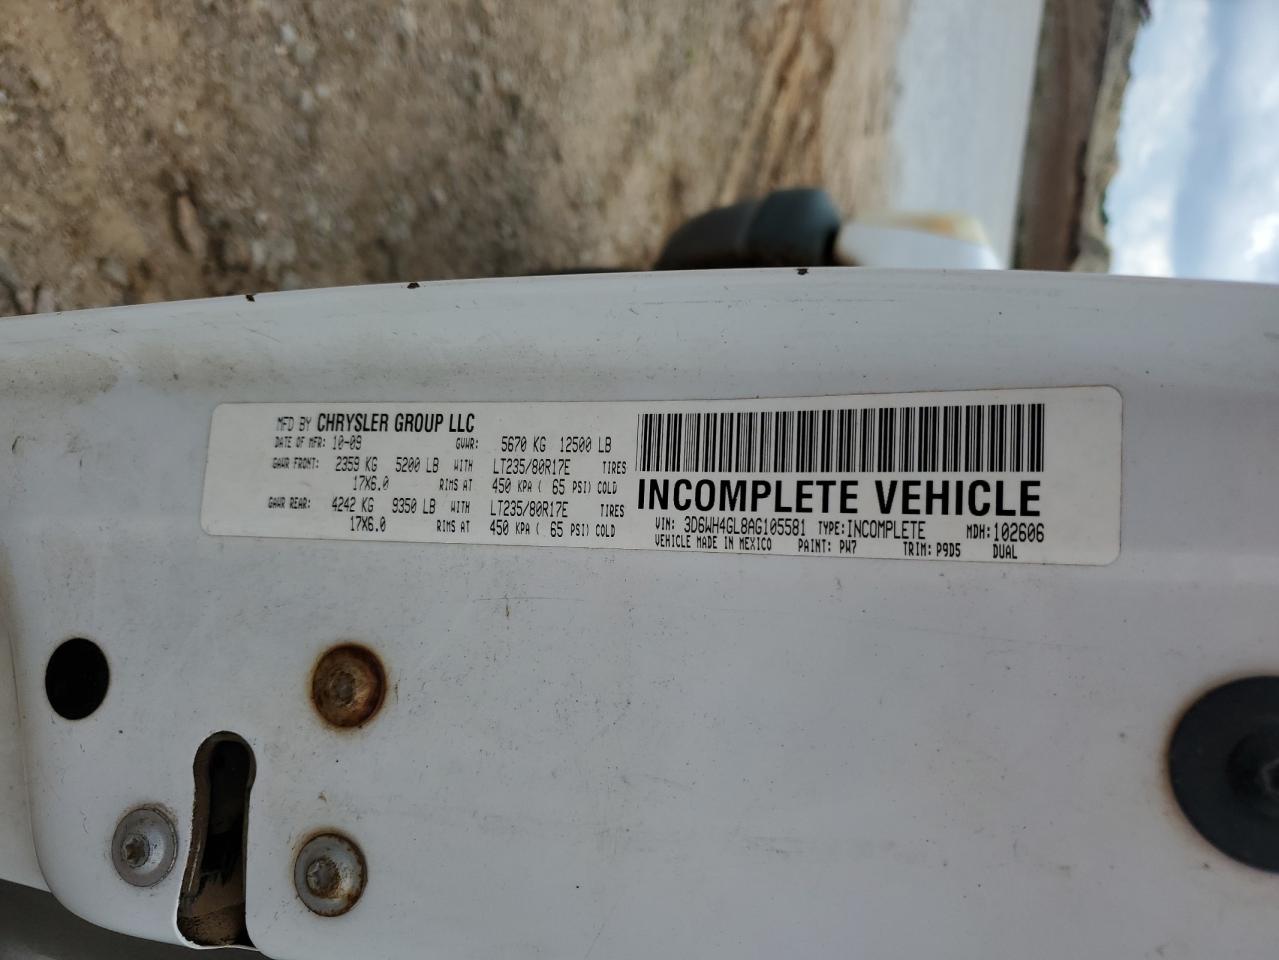 MFD BY CHRYSLER GROUP LLC
DATE OF MFR: 10-09 GVWR: 5670 KG 12500 LB
GAWR FRONT: 2359 KG 5200 LB WITH LT235/80R17E TIRES
17X6.0 RIMS AT 450 KPA ( 65 PSI) COLD
GAWR REAR: 4242 KG 9350 LB WITH LT235/80R17E TIRES
17X6.0 RIMS AT 450 KPA ( 65 PSI) COLD
INCOMPLETE VEHICLE
VIN: 3D6WH4GL8AG105581 TYPE: INCOMPLETE MDH: 102606
VEHICLE MADE IN MEXICO PAINT: PW7 TRIM: P9D5 DUAL